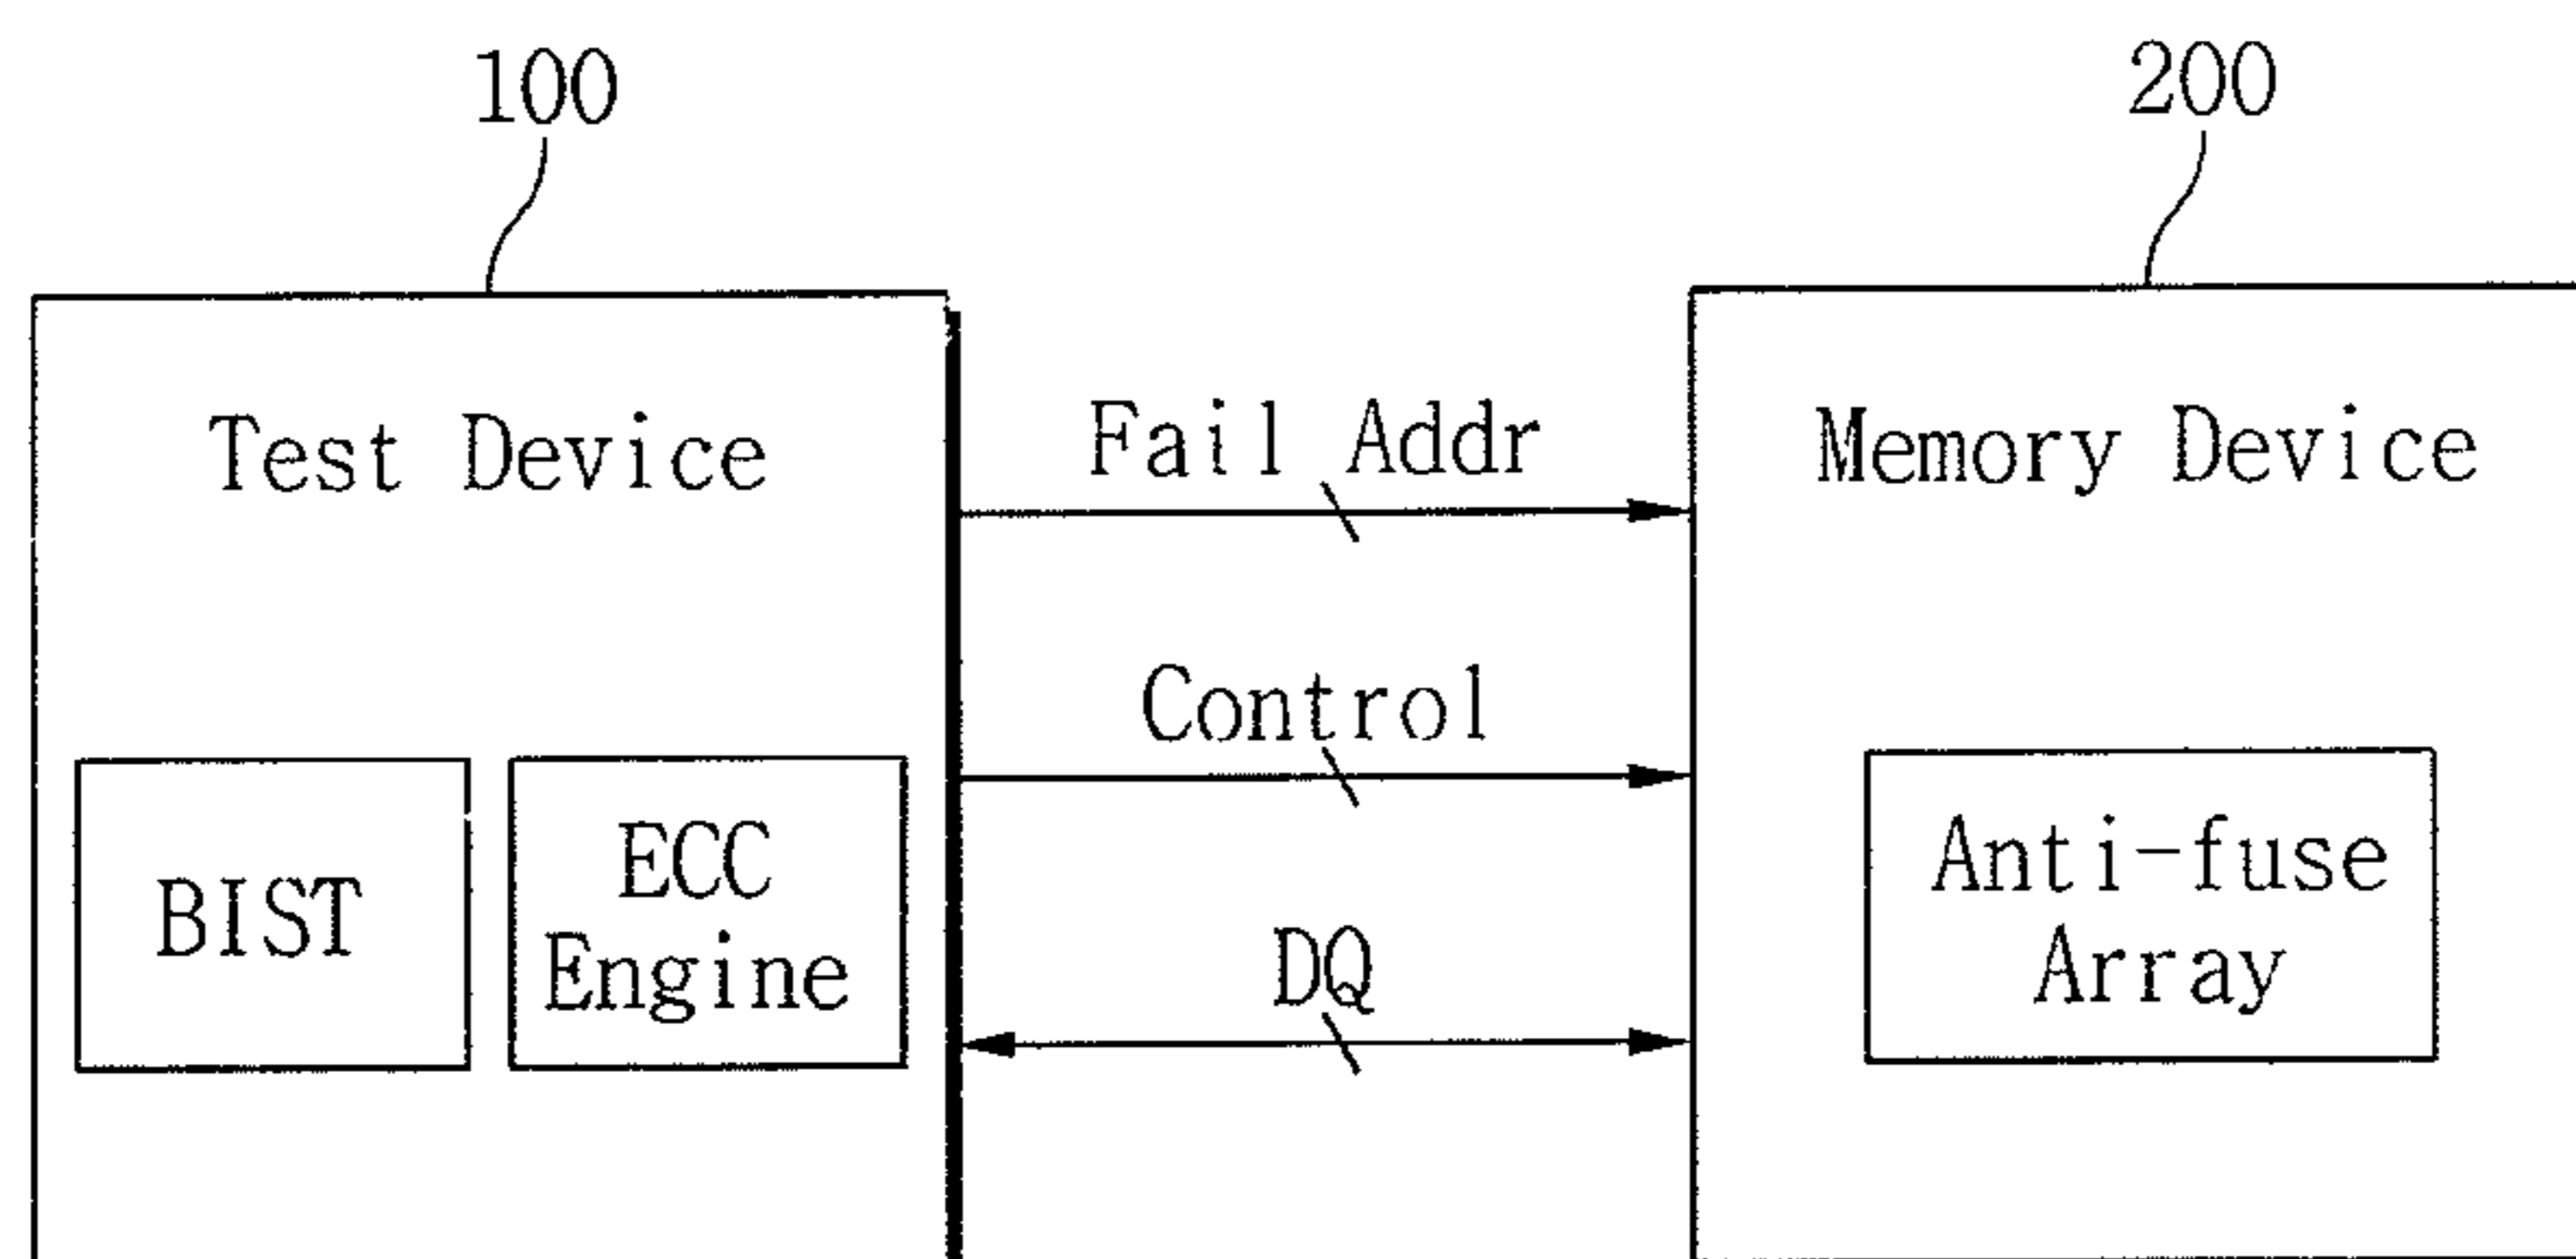 100
200
Test Device
Fail Addr
Memory Device
Control
BIST
ECC
Engine
DQ
Anti-fuse
Array